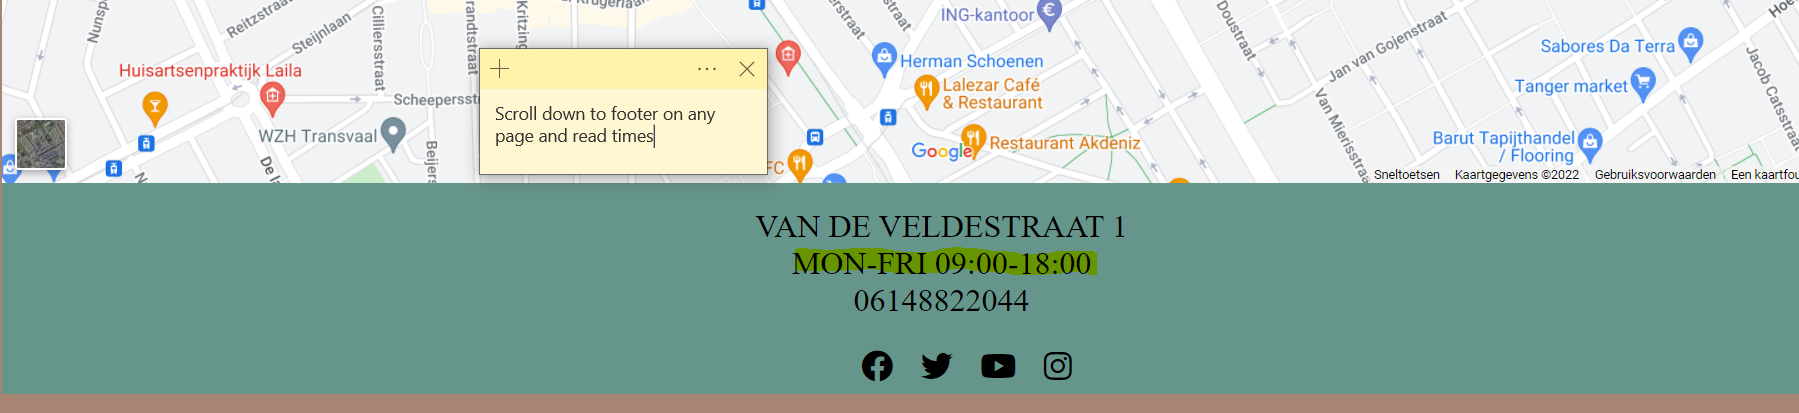 Nunsp
Reitzstraat
Steijnlaan
Cilliersstraat
randtstraat
Kritzing
Krugerlaan
ING-kantoor
Doustraat
Jan van Gojenstraat
Hoe
Sabores Da Terra
Jacob Catsstraat
Huisartsenpraktijk Laila
Scheepersstr
Herman Schoenen
Lalezar Café
& Restaurant
Tanger market
Van Mierisstraat
WZH Transvaal
De la
Beijers
Scroll down to footer on any
page and read times
FC
Google
Restaurant Akdeniz
Barut Tapijthandel
/ Flooring
Sneltoetsen Kaartgegevens ©2022 Gebruiksvoorwaarden Een kaartfou
VAN DE VELDESTRAAT 1
MON-FRI 09:00-18:00
06148822044